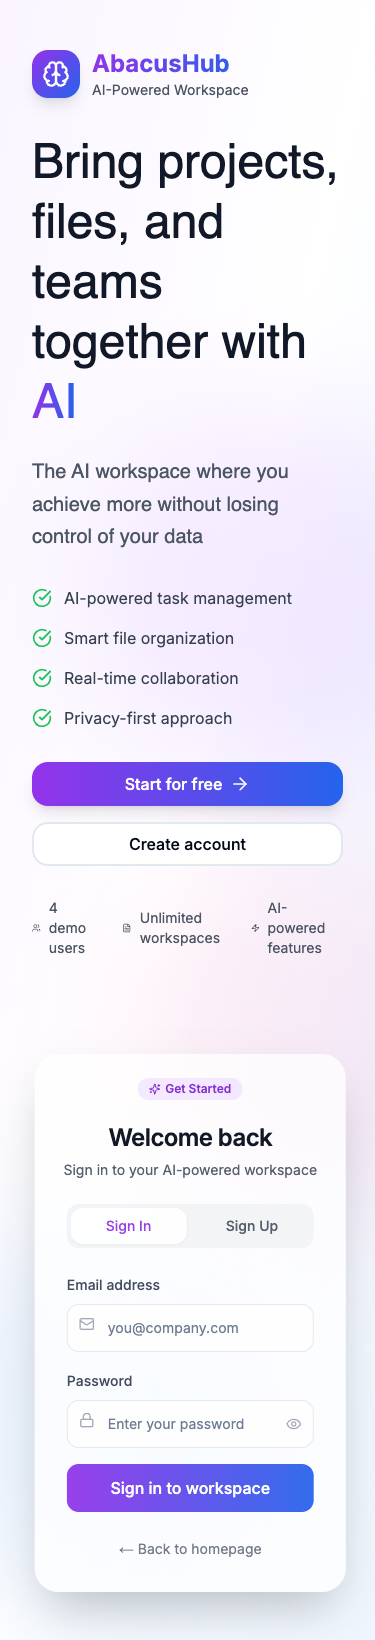 AbacusHub
AI-Powered Workspace
Bring projects,
files, and
teams
together with
AI
The AI workspace where you
achieve more without losing
control of your data
AI-powered task management
Smart file organization
Real-time collaboration
Privacy-first approach
Start for free →
Create account
4
demo
users
Unlimited
workspaces
AI-
powered
features
Get Started
Welcome back
Sign in to your AI-powered workspace
Sign In
Sign Up
Email address
you@company.com
Password
Enter your password
Sign in to workspace
← Back to homepage